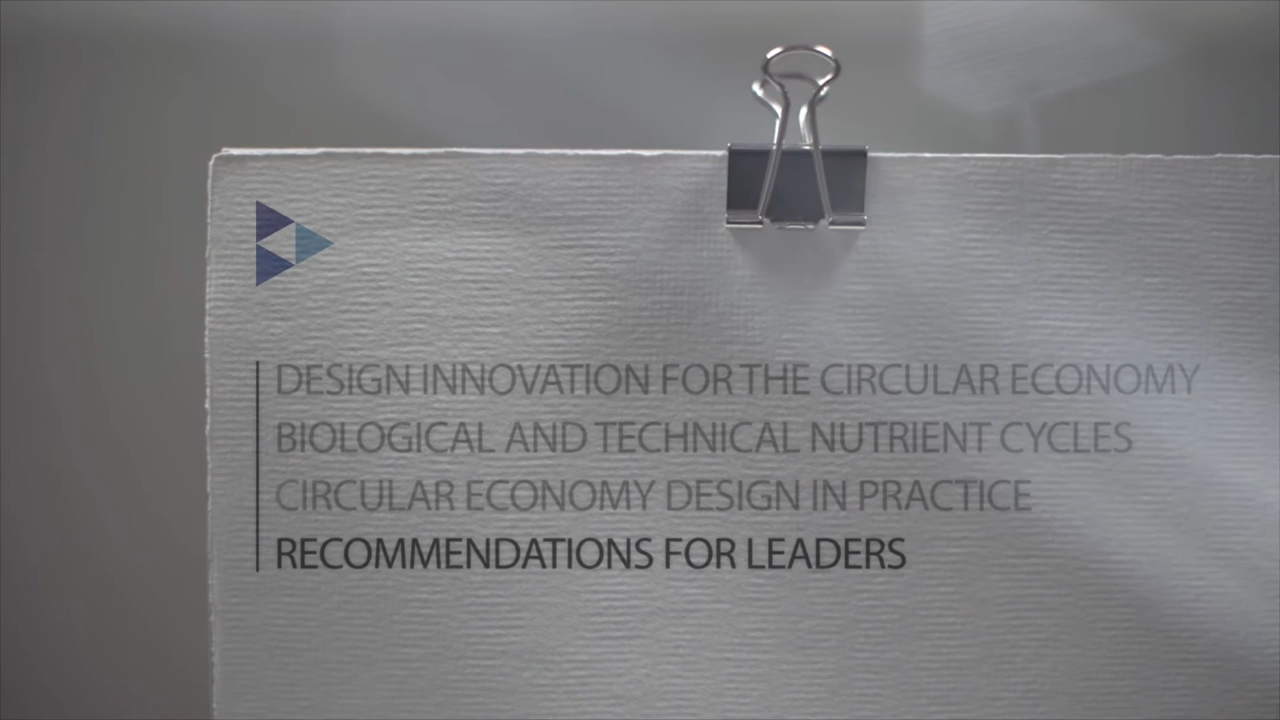 DESIGN INNOVATION FOR THE CIRCULAR ECONOMY
BIOLOGICAL AND TECHNICAL NUTRIENT CYCLES
CIRCULAR ECONOMY DESIGN IN PRACTICE
RECOMMENDATIONS FOR LEADERS